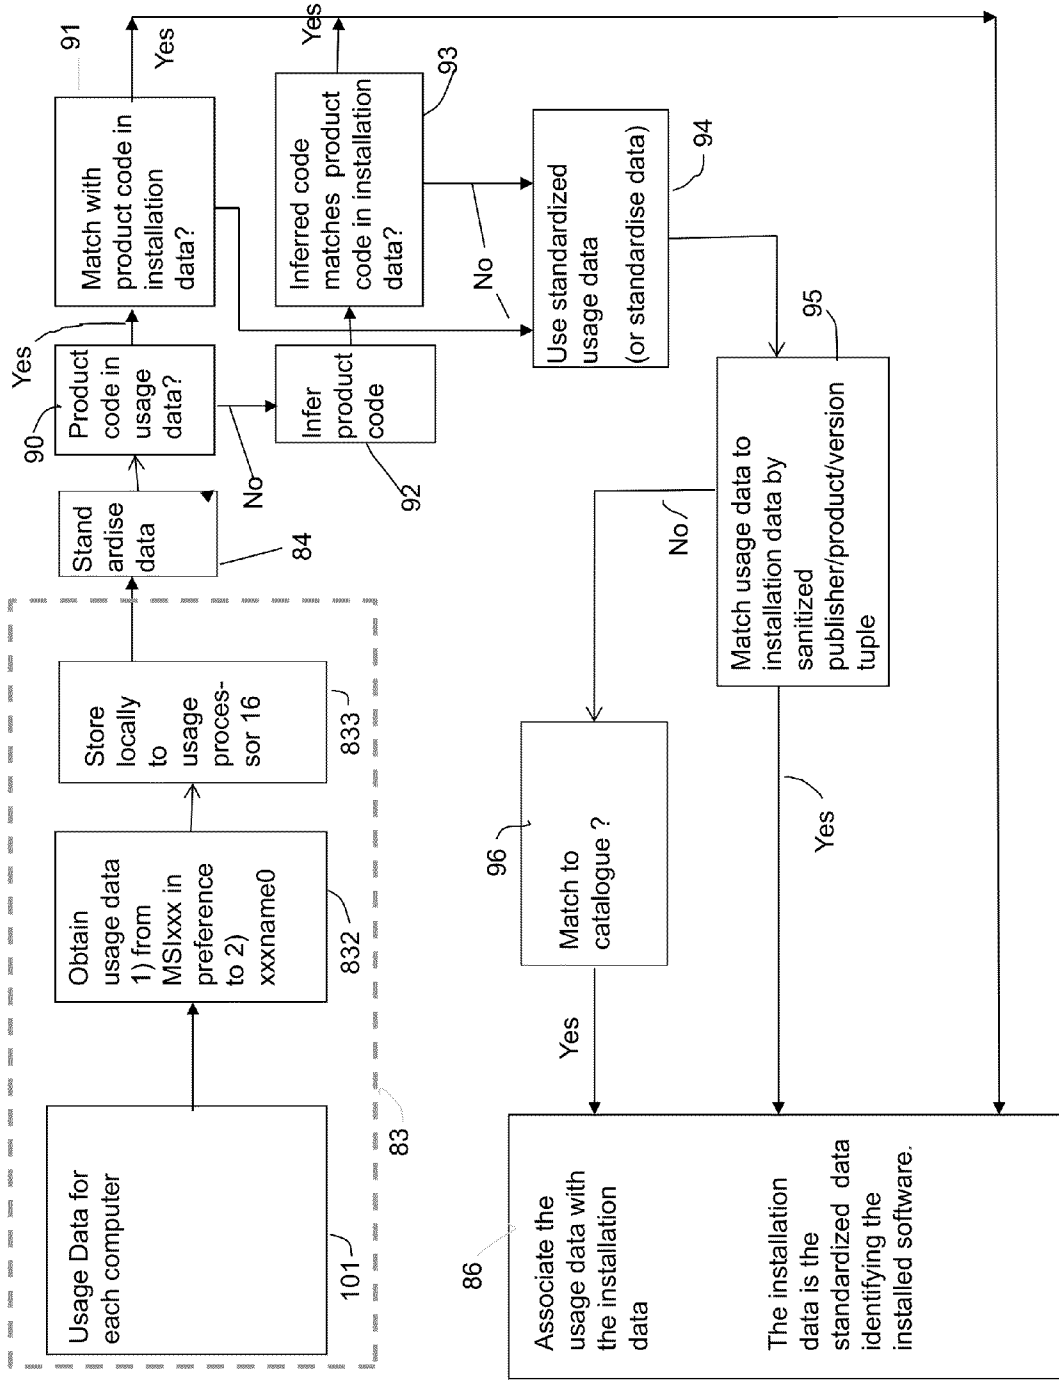 Usage Data for
each computer
101
Obtain
usage data
1) from
MSIxxx in
preference
to 2)
xxxname0
832
Store
locally
to
usage
proces-
sor 16
833
83
Stand
ardise
data
84
90
Product
code in
usage
data?
Yes
No
91
Match with
product code in
installation
data?
Yes
Infer
product
code
92
Inferred code
matches product
code in installation
data?
93
Yes
No
Use standardized
usage data
(or standardise data)
94
95
Match usage data to
installation data by
sanitized
publisher/product/version
tuple
No
Yes
96
Match to
catalogue ?
Yes
86
Associate the
usage data with
the installation
data
The installation
data is the
standardized data
identifying the
installed software.